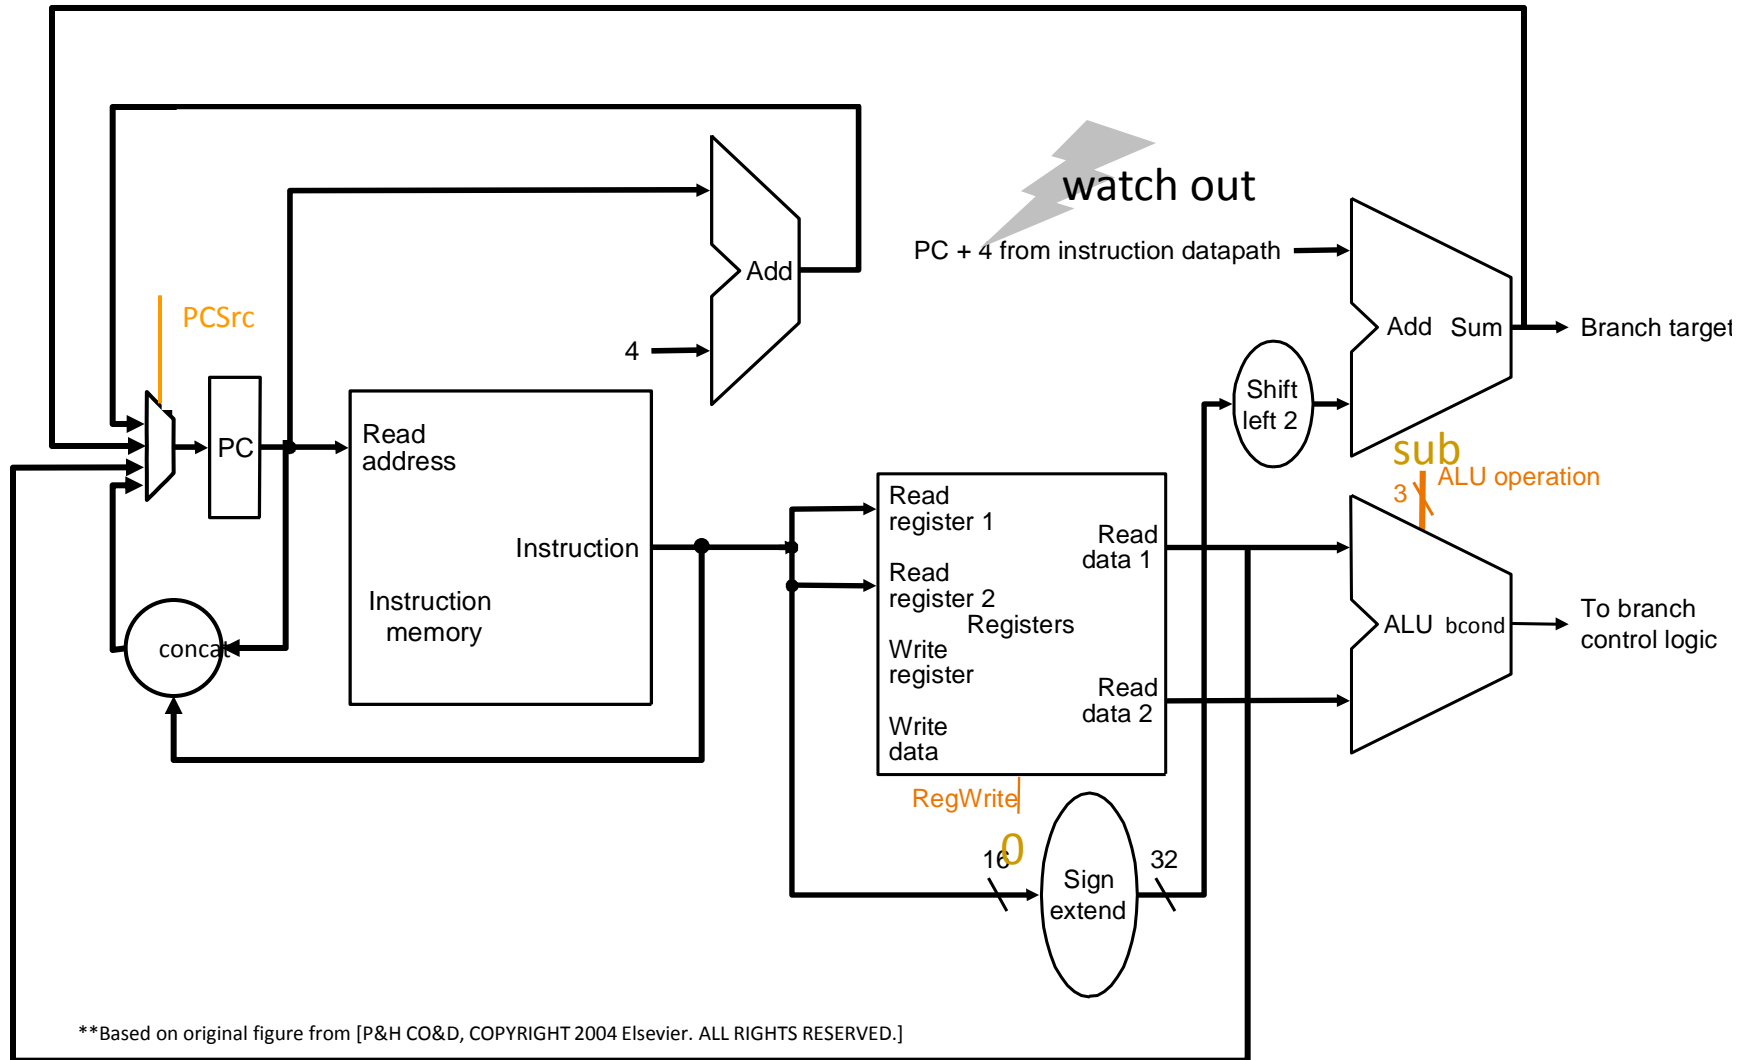 watch out
PC + 4 from instruction datapath
Add
PCSrc
4
Add Sum
Branch target
Shift
left 2
PC
Read
address
sub
ALU operation
3
Read
register 1
Read
data 1
Instruction
Read
register 2
Registers
Instruction
memory
ALU bcond
To branch
control logic
concat
Write
register
Read
data 2
Write
data
RegWrite
0
16
32
Sign
extend
**Based on original figure from [P&H CO&D, COPYRIGHT 2004 Elsevier. ALL RIGHTS RESERVED.]